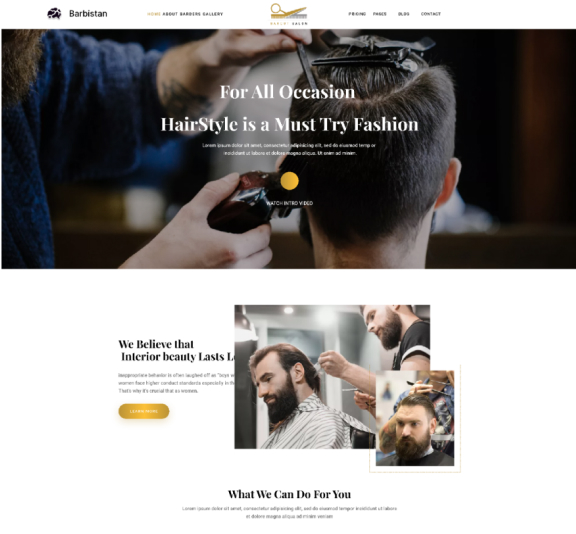 Barbistan
HOME ABOUT BARBERS GALLERY
SALON
PRICING PAGES BLOG CONTACT
For All Occasion
HairStyle is a Must Try Fashion
Lorem ipsum dolor sit amet, consectetur adipisicing elit, sed do eiusmod temp or
incididunt ut labore et dolore magna aliqua. Ut enim ad minim.
WATCH INTRO VIDEO
We Believe that
Interior beauty Lasts L
Inappropriate behavior is often laughed off as "boys w
women face higher conduct standards especially in th
That's why it's crucial that as women.
LEARN MORE
What We Can Do For You
Lorem ipsum dolor sit amet, consectetur adipisicing elit, sed do eiusmod tempor incididunt ut labore
et dolore magna aliqua ad minim veniam